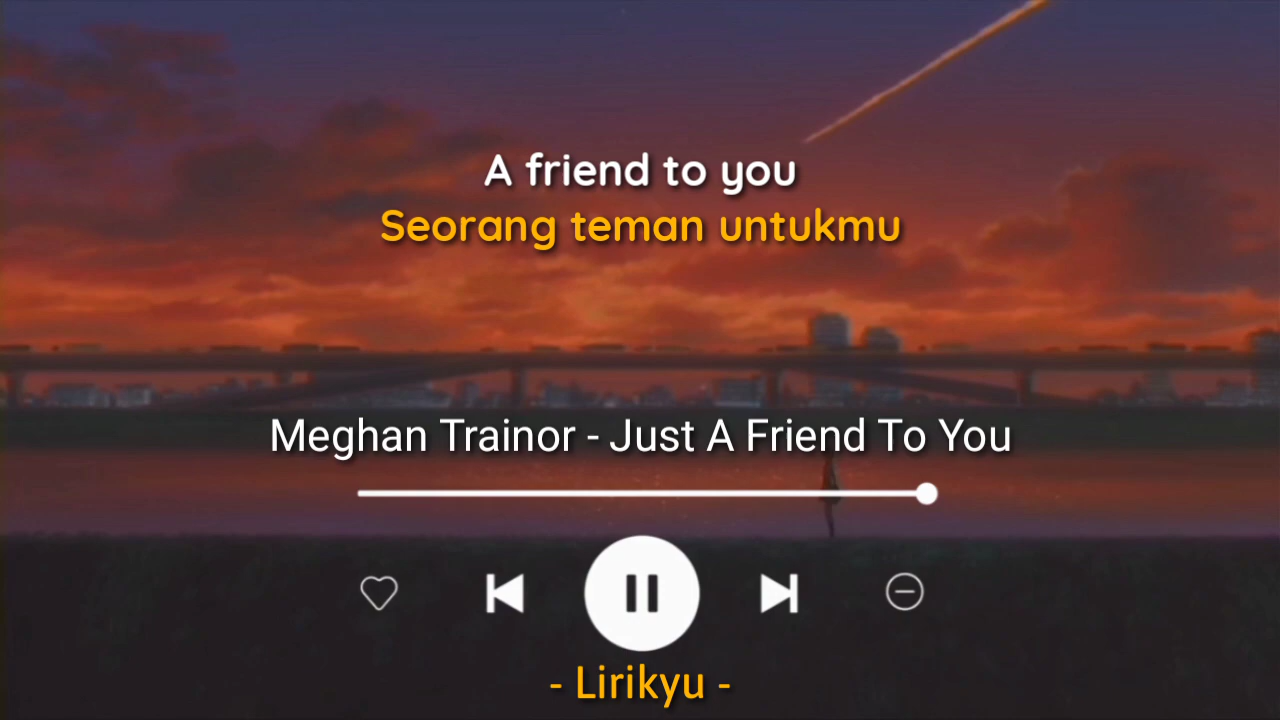 A friend to you
Seorang teman untukmu
Meghan Trainor - Just A Friend To You
- Lirikyu -